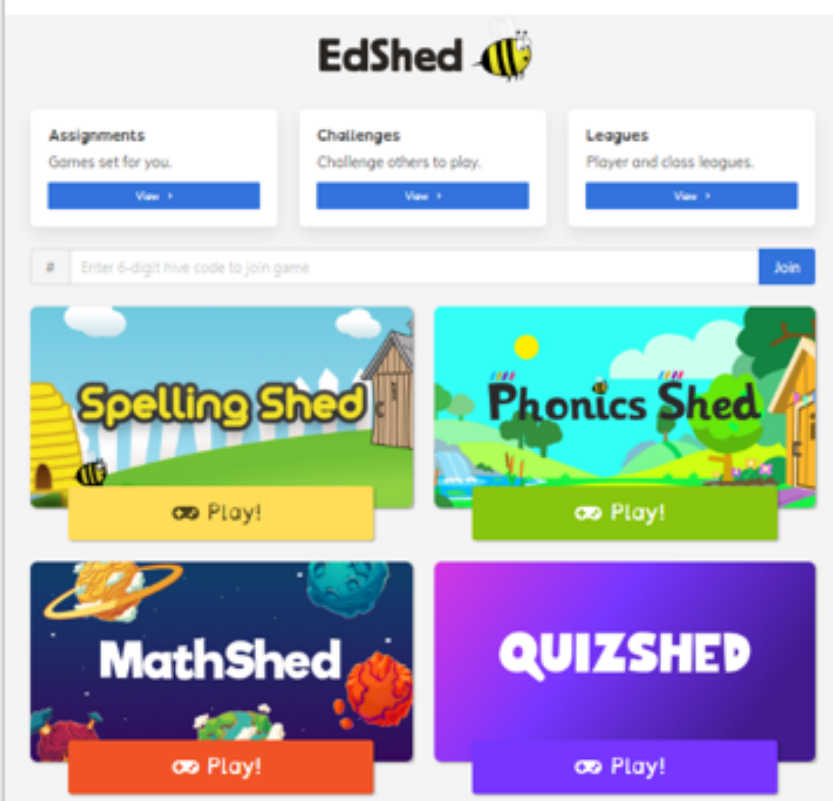 EdShed
Assignments
Games set for you.
View >
Challenges
Challenge others to play.
View >
Leagues
Player and class leagues.
View >
# Enter 6-digit hive code to join game Join
Spelling Shed
Play!
Phonics Shed
Play!
MathShed
Play!
QUIZSHED
Play!